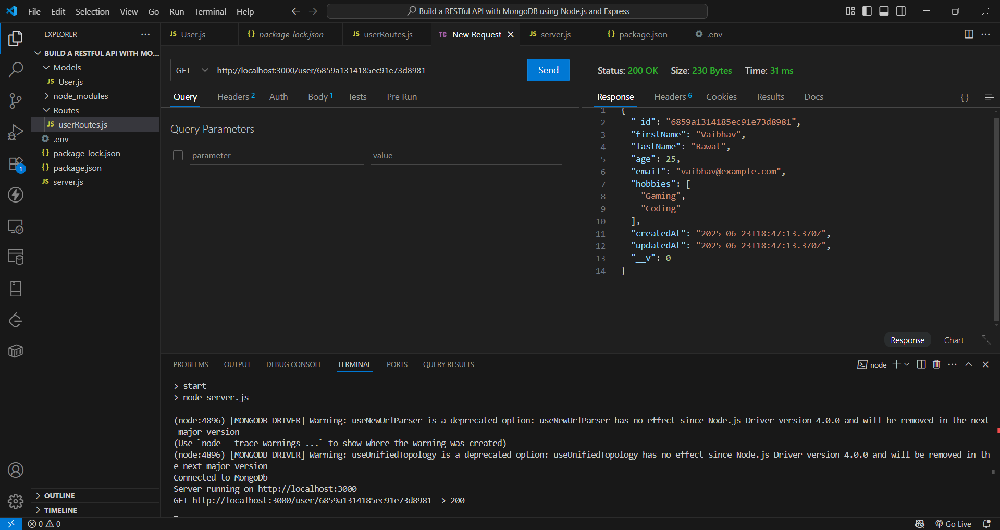 File Edit Selection View Go Run Terminal Help
Build a RESTful API with MongoDB using Node.js and Express
EXPLORER
BUILD A RESTFUL API WITH MO...
Models
JS User.js
node_modules
Routes
JS userRoutes.js
.env
{} package-lock.json
{} package.json
JS server.js
1
OUTLINE
TIMELINE
JS User.js {} package-lock.json JS userRoutes.js TC New Request JS server.js {} package.json .env
GET http://localhost:3000/user/6859a1314185ec91e73d8981 Send
Query Headers 2 Auth Body 1 Tests Pre Run
Query Parameters
parameter value
Status: 200 OK Size: 230 Bytes Time: 31 ms
Response Headers 6 Cookies Results Docs {}
1 {
2 "_id": "6859a1314185ec91e73d8981",
3 "firstName": "Vaibhav",
4 "lastName": "Rawat",
5 "age": 25,
6 "email": "vaibhav@example.com",
7 "hobbies": [
8 "Gaming",
9 "Coding"
10 ],
11 "createdAt": "2025-06-23T18:47:13.370Z",
12 "updatedAt": "2025-06-23T18:47:13.370Z",
13 "__v": 0
14 }
Response Chart
PROBLEMS OUTPUT DEBUG CONSOLE TERMINAL PORTS QUERY RESULTS node
> start
> node server.js
(node:4896) [MONGODB DRIVER] Warning: useNewUrlParser is a deprecated option: useNewUrlParser has no effect since Node.js Driver version 4.0.0 and will be removed in the next
major version
(Use `node --trace-warnings ...` to show where the warning was created)
(node:4896) [MONGODB DRIVER] Warning: useUnifiedTopology is a deprecated option: useUnifiedTopology has no effect since Node.js Driver version 4.0.0 and will be removed in th
e next major version
Connected to MongoDb
Server running on http://localhost:3000
GET http://localhost:3000/user/6859a1314185ec91e73d8981 -> 200
0 0 Go Live